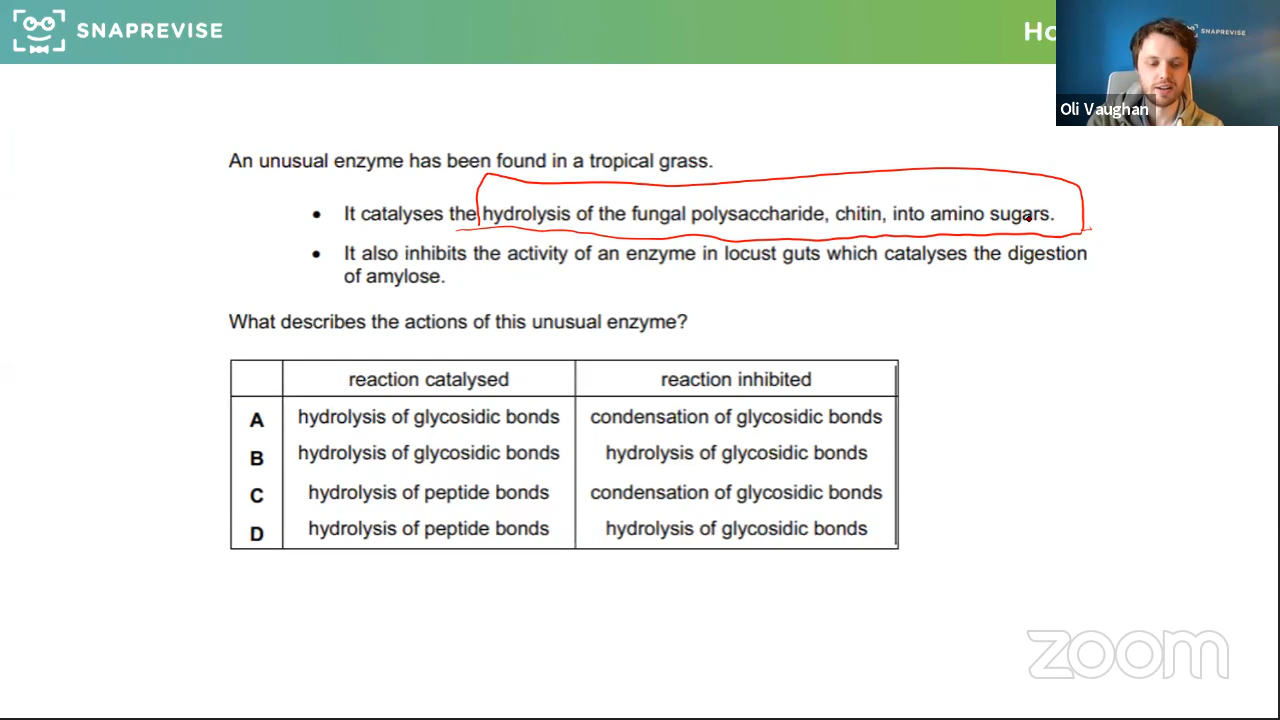 SNAPREVISE
Ho
SNAPREVISE
Oli Vaughan
An unusual enzyme has been found in a tropical grass.
• It catalyses the hydrolysis of the fungal polysaccharide, chitin, into amino sugars.
• It also inhibits the activity of an enzyme in locust guts which catalyses the digestion
of amylose.
What describes the actions of this unusual enzyme?
reaction catalysed reaction inhibited
A hydrolysis of glycosidic bonds condensation of glycosidic bonds
B hydrolysis of glycosidic bonds hydrolysis of glycosidic bonds
C hydrolysis of peptide bonds condensation of glycosidic bonds
D hydrolysis of peptide bonds hydrolysis of glycosidic bonds
zoom